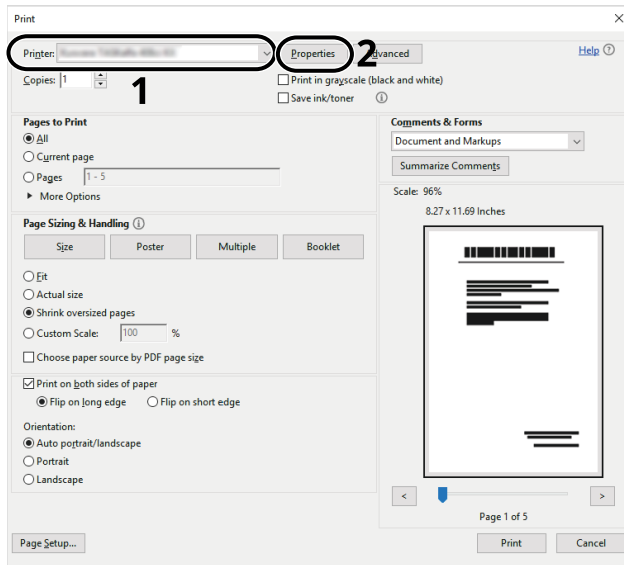 Print
Printer:
Properties
2
Advanced
Help
Copies: 1
1
Print in grayscale (black and white)
Save ink/toner
Pages to Print
All
Current page
Pages 1 - 5
More Options
Page Sizing & Handling
Size Poster Multiple Booklet
Fit
Actual size
Shrink oversized pages
Custom Scale: 100 %
Choose paper source by PDF page size
Print on both sides of paper
Flip on long edge Flip on short edge
Orientation:
Auto portrait/landscape
Portrait
Landscape
Comments & Forms
Document and Markups
Summarize Comments
Scale: 96%
8.27 x 11.69 Inches
< >
Page 1 of 5
Page Setup... Print Cancel